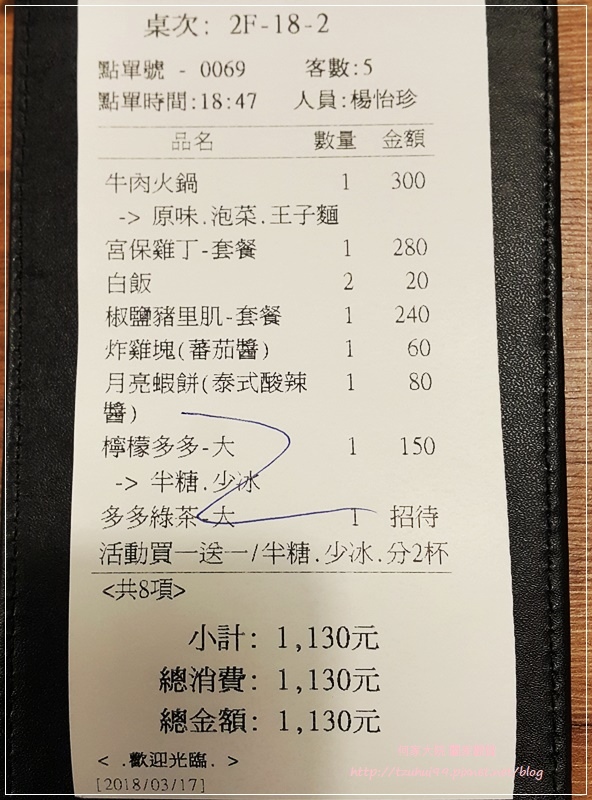 桌次: 2F-18-2
點單號 - 0069 客數:5
點單時間:18:47 人員:楊怡珍
品名 數量 金額
牛肉火鍋 1 300
-> 原味.泡菜.王子麵
宮保雞丁-套餐 1 280
白飯 2 20
椒鹽豬里肌-套餐 1 240
炸雞塊(蕃茄醬) 1 60
月亮蝦餅(泰式酸辣 1 80
醬)
檸檬多多-大 1 150
-> 半糖.少冰
多多綠茶-大 1 招待
活動買一送一/半糖.少冰.分2杯
<共8項>
小計: 1,130元
總消費: 1,130元
總金額: 1,130元
< .歡迎光臨. >
[2018/03/17]